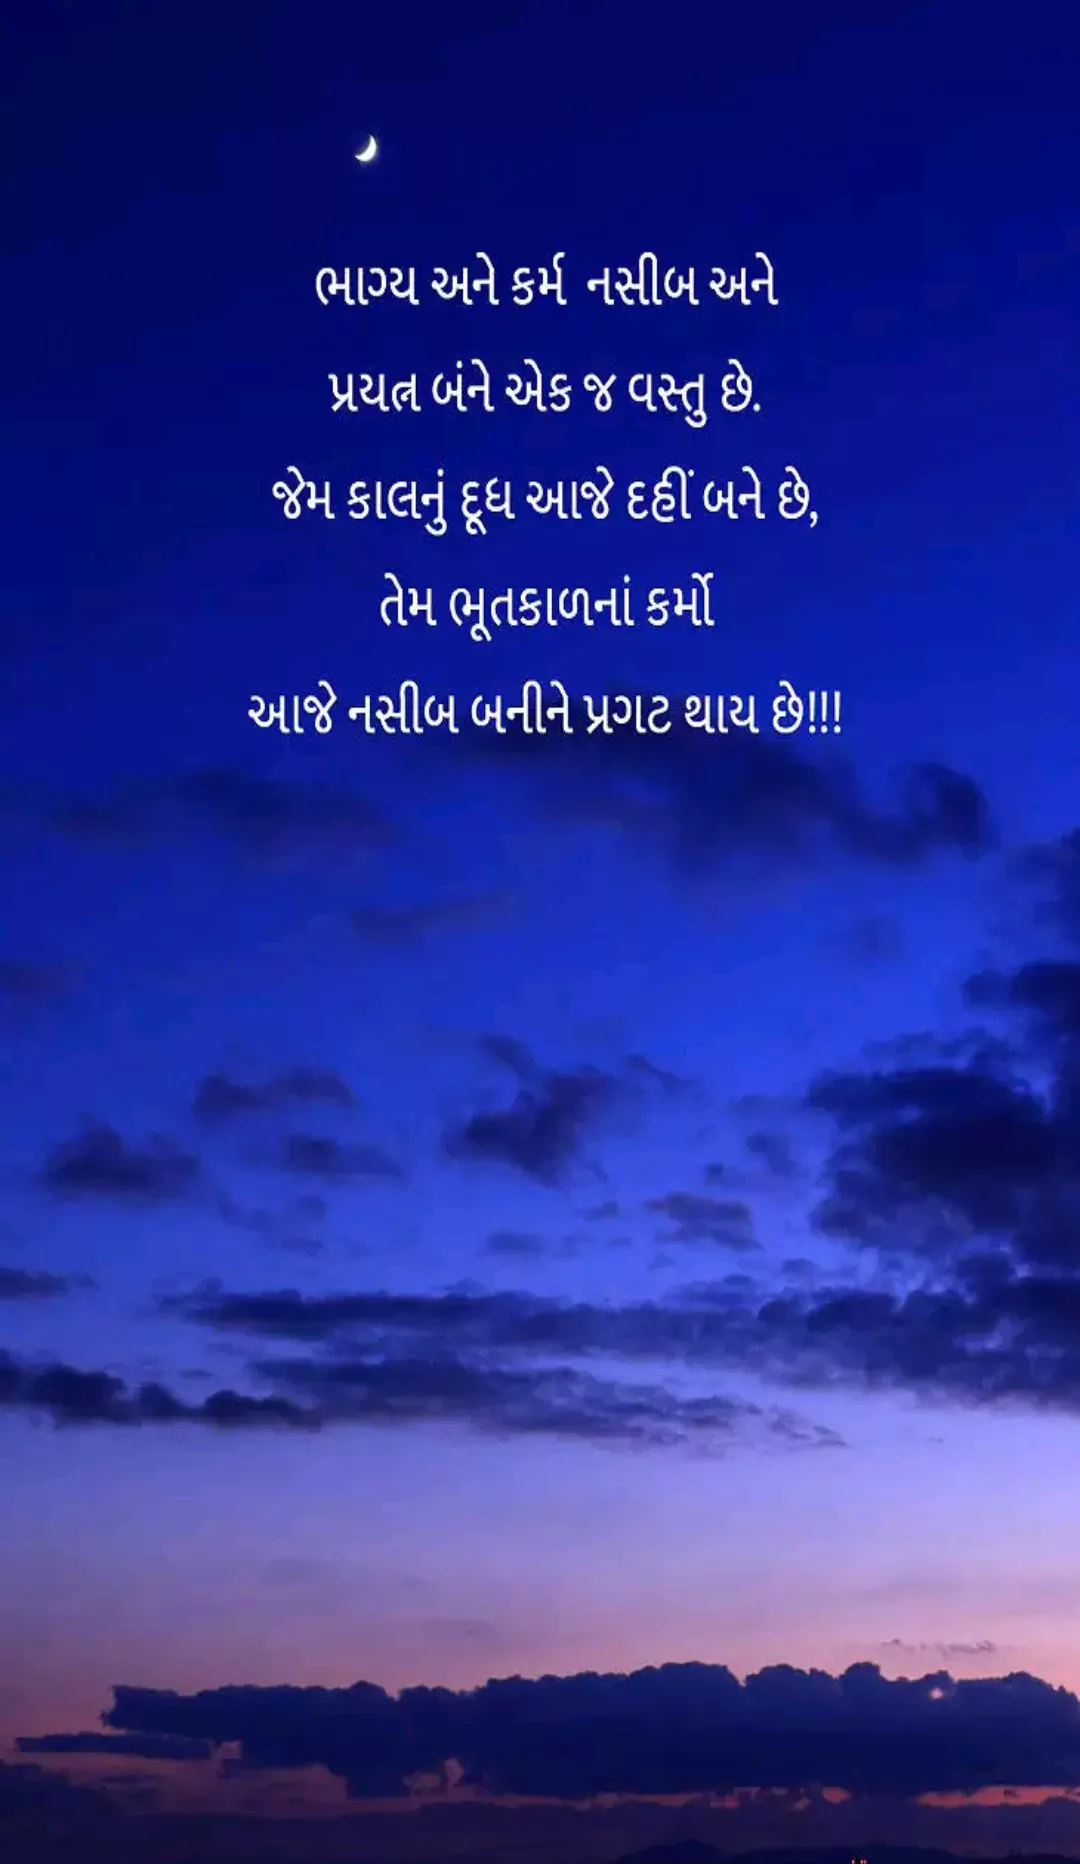 ભાગ્ય અને કર્મ  નસીબ અને
પ્રયત્ન બંને એક જ વસ્તુ છે.
જેમ કાલનું દૂધ આજે દહીં બને છે,
તેમ ભૂતકાળનાં કર્મો
આજે નસીબ બનીને પ્રગટ થાય છે!!!